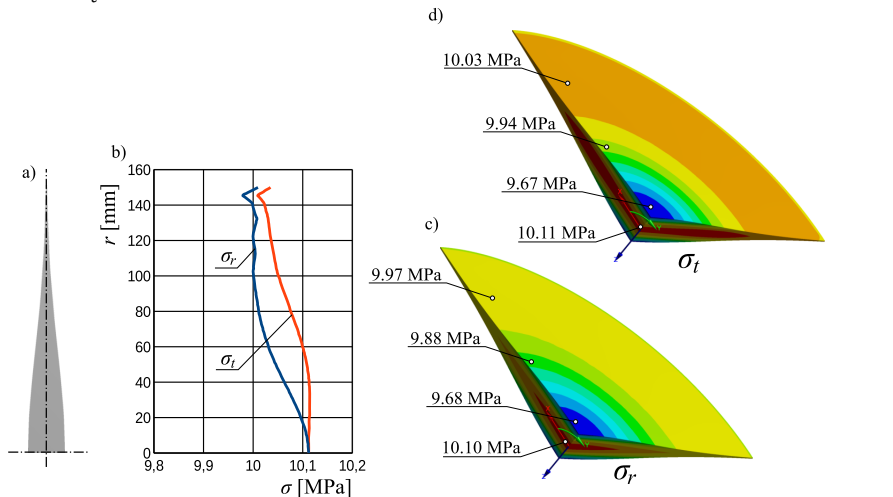 d)
10.03 MPa
9.94 MPa
9.67 MPa
10.11 MPa
σt
a)
b)
r [mm]
160
140
120
100
80
60
40
20
0
σr
σt
9,8
9,9
10
10,1
10,2
σ [MPa]
c)
9.97 MPa
9.88 MPa
9.68 MPa
10.10 MPa
σr